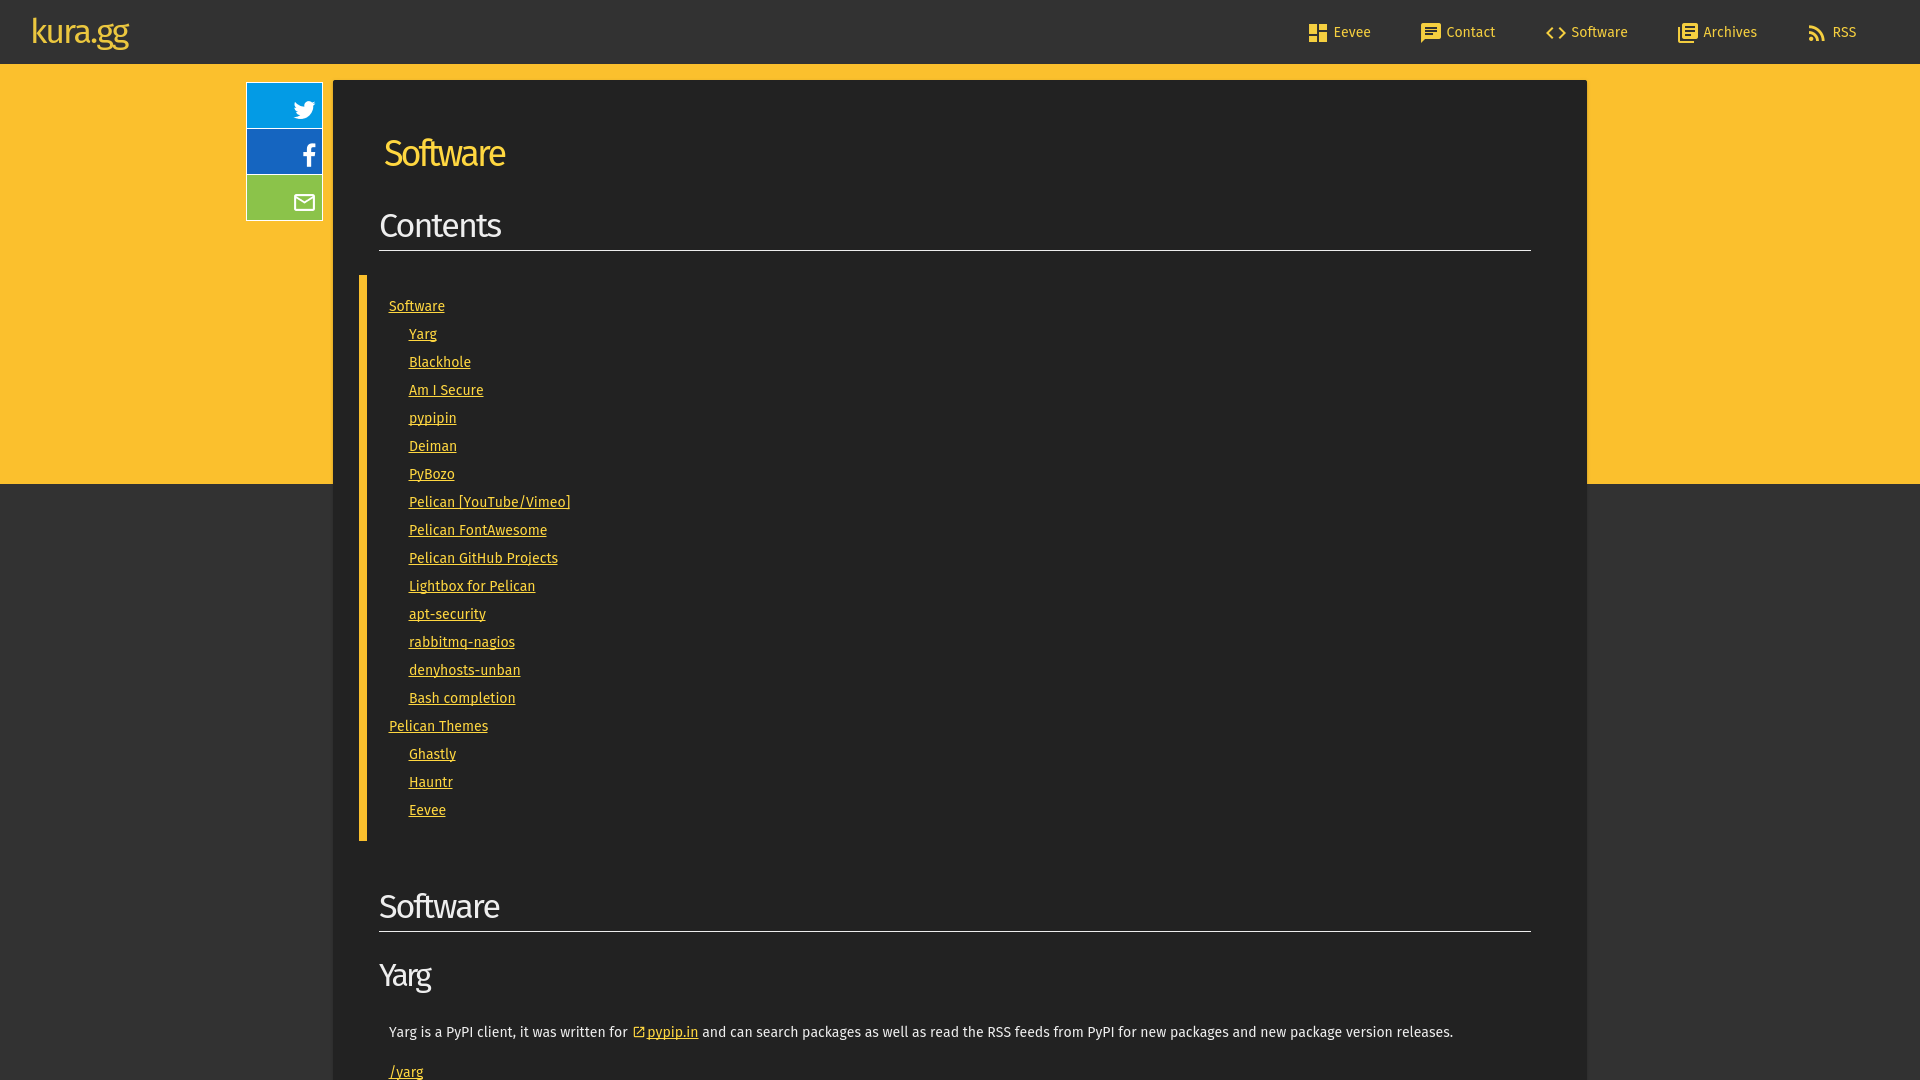 kura.gg
Eevee
Contact
Software
Archives
RSS
Software
Contents
Software
Yarg
Blackhole
Am I Secure
pypipin
Deiman
PyBozo
Pelican [YouTube/Vimeo]
Pelican FontAwesome
Pelican GitHub Projects
Lightbox for Pelican
apt-security
rabbitmq-nagios
denyhosts-unban
Bash completion
Pelican Themes
Ghastly
Hauntr
Eevee
Software
Yarg
Yarg is a PyPI client, it was written for pypip.in and can search packages as well as read the RSS feeds from PyPI for new packages and new package version releases.
/yarg